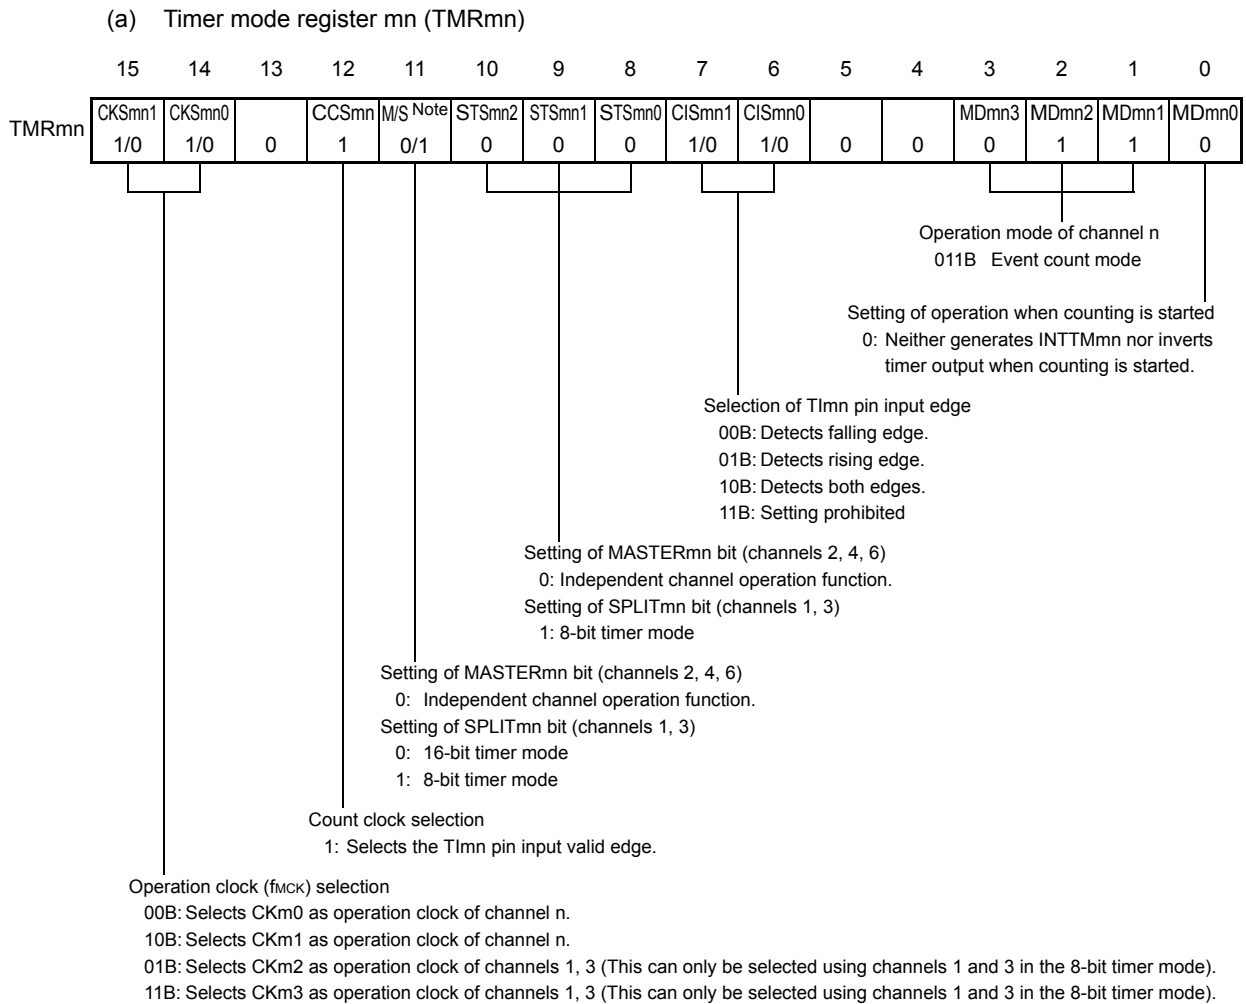 (a) Timer mode register mn (TMRmn)
15 14 13 12 11 10 9 8 7 6 5 4 3 2 1 0
TMRmn CKSmn1 CKSmn0 CCSmn M/S Note STSmn2 STSmn1 STSmn0 CISmn1 CISmn0 MDmn3 MDmn2 MDmn1 MDmn0
1/0 1/0 0 1 0/1 0 0 0 1/0 1/0 0 0 0 1 1 0
Operation mode of channel n
011B Event count mode
Setting of operation when counting is started
0: Neither generates INTTMmn nor inverts
timer output when counting is started.
Selection of TImn pin input edge
00B: Detects falling edge.
01B: Detects rising edge.
10B: Detects both edges.
11B: Setting prohibited
Setting of MASTERmn bit (channels 2, 4, 6)
0: Independent channel operation function.
Setting of SPLITmn bit (channels 1, 3)
1: 8-bit timer mode
Setting of MASTERmn bit (channels 2, 4, 6)
0: Independent channel operation function.
Setting of SPLITmn bit (channels 1, 3)
0: 16-bit timer mode
1: 8-bit timer mode
Count clock selection
1: Selects the TImn pin input valid edge.
Operation clock (fMCK) selection
00B: Selects CKm0 as operation clock of channel n.
10B: Selects CKm1 as operation clock of channel n.
01B: Selects CKm2 as operation clock of channels 1, 3 (This can only be selected using channels 1 and 3 in the 8-bit timer mode).
11B: Selects CKm3 as operation clock of channels 1, 3 (This can only be selected using channels 1 and 3 in the 8-bit timer mode).